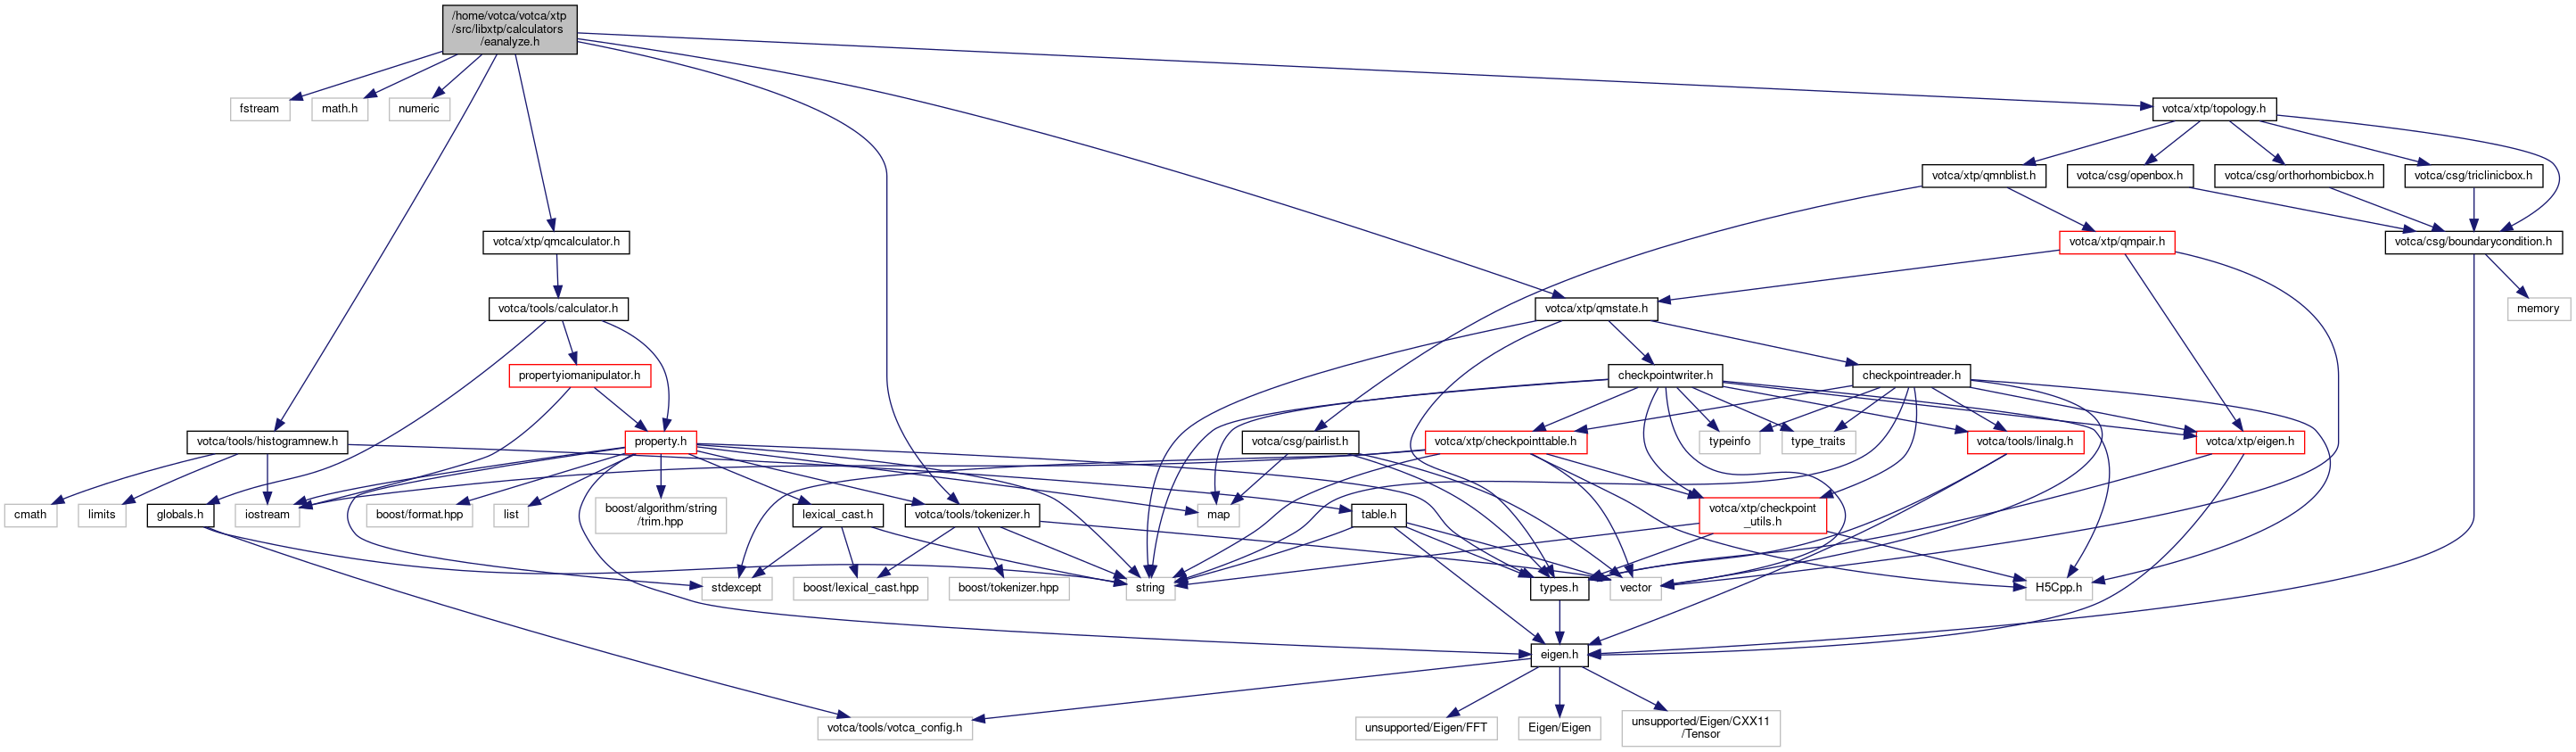 /home/votca/votca/xtp
/src/libxtp/calculators
/eanalyze.h
fstream
math.h
numeric
votca/xtp/topology.h
votca/xtp/qmnblist.h
votca/csg/openbox.h
votca/csg/orthorhombicbox.h
votca/csg/triclinicbox.h
votca/xtp/qmcalculator.h
votca/xtp/qmpair.h
votca/csg/boundarycondition.h
votca/tools/calculator.h
votca/xtp/qmstate.h
memory
propertyiomanipulator.h
checkpointwriter.h
checkpointreader.h
votca/tools/histogramnew.h
property.h
votca/csg/pairlist.h
votca/xtp/checkpointtable.h
typeinfo
type_traits
votca/tools/linalg.h
votca/xtp/eigen.h
cmath
limits
globals.h
iostream
boost/format.hpp
list
boost/algorithm/string
/trim.hpp
lexical_cast.h
votca/tools/tokenizer.h
map
table.h
votca/xtp/checkpoint
_utils.h
stdexcept
boost/lexical_cast.hpp
boost/tokenizer.hpp
string
types.h
vector
H5Cpp.h
eigen.h
votca/tools/votca_config.h
unsupported/Eigen/FFT
Eigen/Eigen
unsupported/Eigen/CXX11
/Tensor